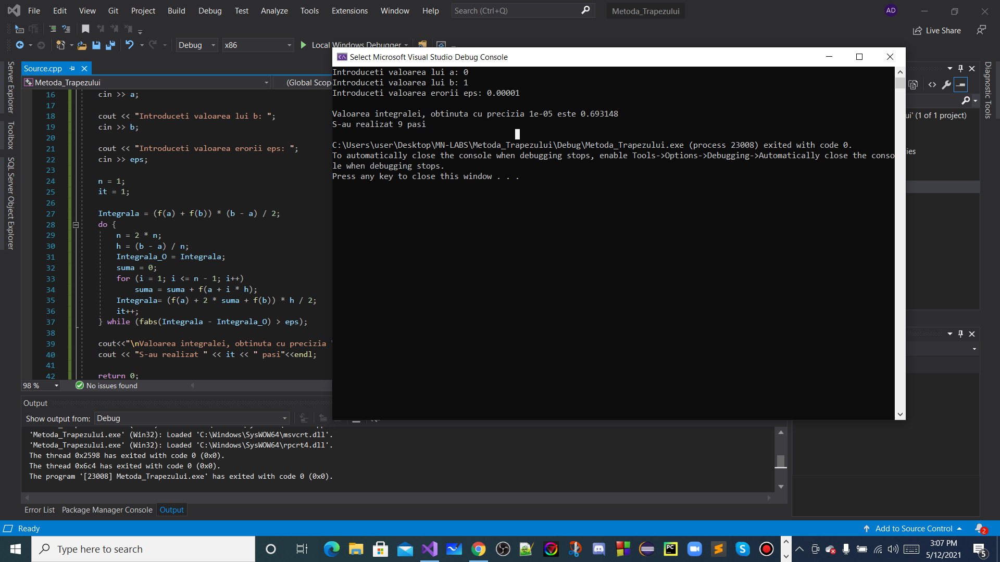 File Edit View Git Project Build Debug Test Analyze Tools Extensions Window Help Search (Ctrl+Q) Metoda_Trapezului AD
Live Share
Debug x86 Local Windows Debugger
Select Microsoft Visual Studio Debug Console
Introduceti valoarea lui a: 0
Introduceti valoarea lui b: 1
Introduceti valoarea erorii eps: 0.00001
Valoarea integralei, obtinuta cu precizia 1e-05 este 0.693148
S-au realizat 9 pasi
C:\Users\user\Desktop\MN-LABS\Metoda_Trapezului\Debug\Metoda_Trapezului.exe (process 23008) exited with code 0.
To automatically close the console when debugging stops, enable Tools->Options->Debugging->Automatically close the conso
le when debugging stops.
Press any key to close this window . . .
Server Explorer
Toolbox
SQL Server Object Explorer
Source.cpp
Metoda_Trapezului (Global Scop
16 cin >> a;
17
18 cout << "Introduceti valoarea lui b: ";
19 cin >> b;
20
21 cout << "Introduceti valoarea erorii eps: ";
22 cin >> eps;
23
24 n = 1;
25 it = 1;
26
27 Integrala = (f(a) + f(b)) * (b - a) / 2;
28 do {
29 n = 2 * n;
30 h = (b - a) / n;
31 Integrala_O = Integrala;
32 suma = 0;
33 for (i = 1; i <= n - 1; i++)
34 suma = suma + f(a + i * h);
35 Integrala= (f(a) + 2 * suma + f(b)) * h / 2;
36 it++;
37 } while (fabs(Integrala - Integrala_O) > eps);
38
39 cout<<"\nValoarea integralei, obtinuta cu precizia "
40 cout << "S-au realizat " << it << " pasi"<<endl;
41
42 return 0;
98 % No issues found
Diagnostic Tools
ui' (1 of 1 project)
ies
Output
Show output from: Debug
'Metoda_Trapezului.exe' (Win32): Loaded 'C:\Windows\SysWOW64\msvcrt.dll'.
'Metoda_Trapezului.exe' (Win32): Loaded 'C:\Windows\SysWOW64\rpcrt4.dll'.
The thread 0x2598 has exited with code 0 (0x0).
The thread 0x6c4 has exited with code 0 (0x0).
The program '[23008] Metoda_Trapezului.exe' has exited with code 0 (0x0).
Error List Package Manager Console Output
Ready Add to Source Control 2
Type here to search
PC
3:07 PM
5/12/2021
5